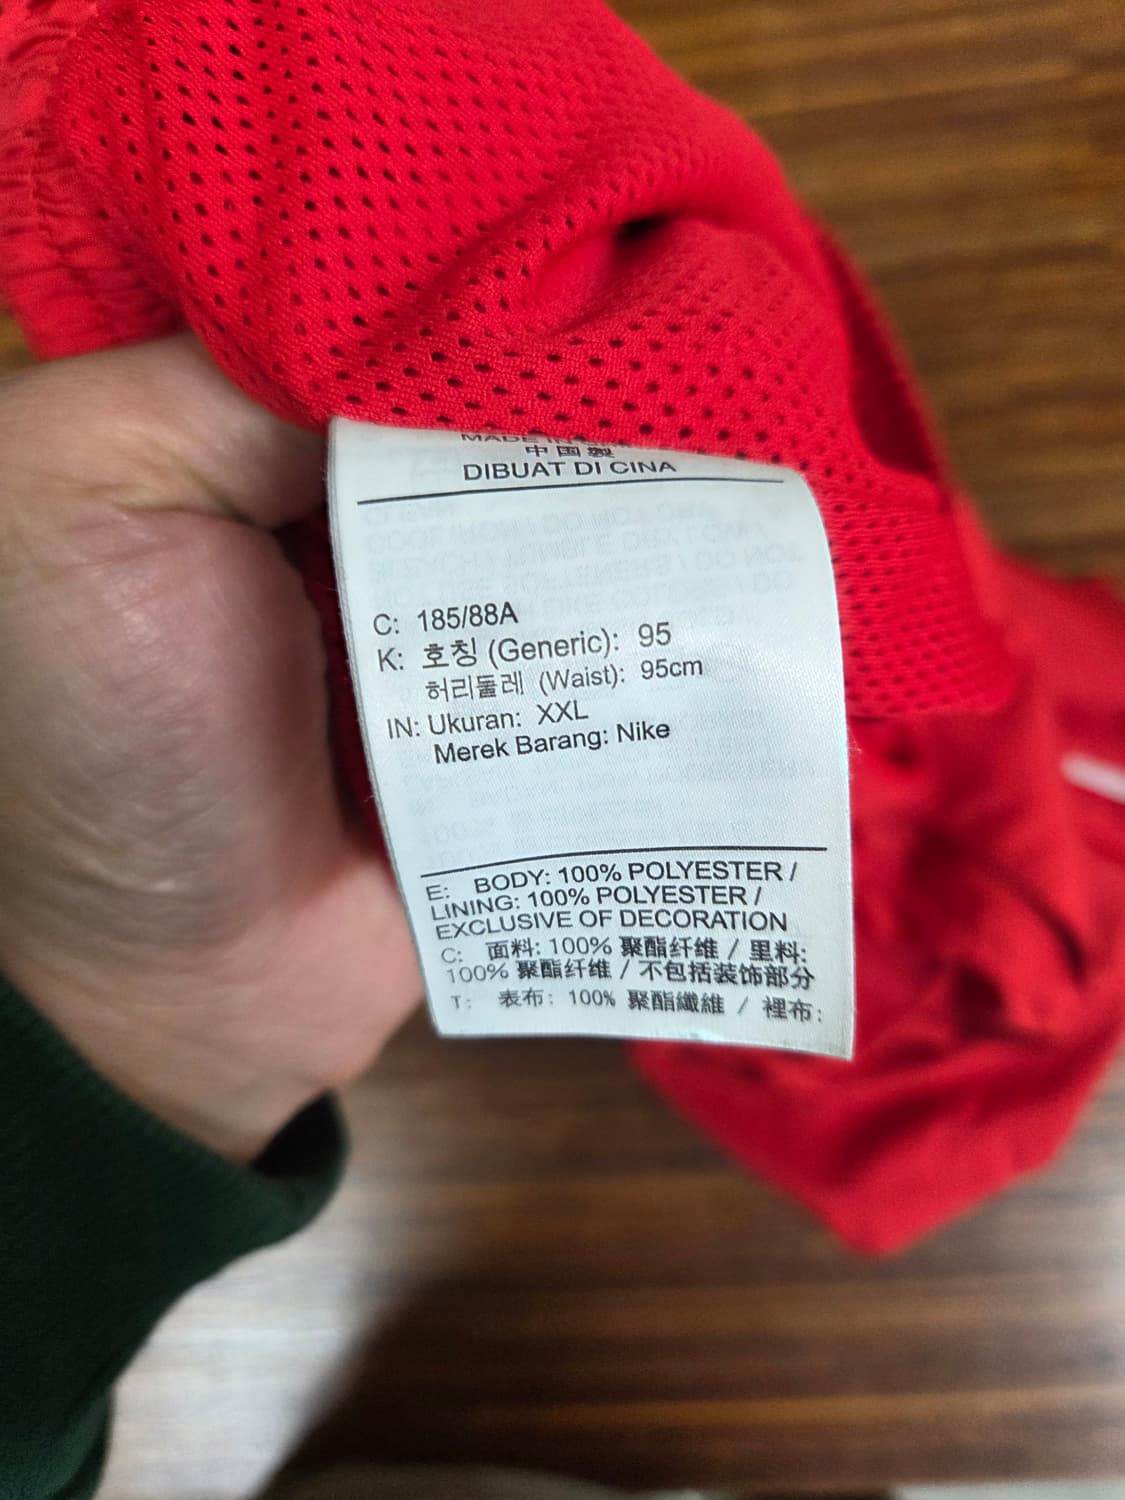 MADE IN
中国製
DIBUAT DI CINA
C: 185/88A
K: 호칭 (Generic): 95
허리둘레 (Waist): 95cm
IN: Ukuran: XXL
Merek Barang: Nike
E: BODY: 100% POLYESTER /
LINING: 100% POLYESTER /
EXCLUSIVE OF DECORATION
C: 面料: 100% 聚酯纤维 / 里料:
100% 聚酯纤维 / 不包括装饰部分
T: 表布: 100% 聚酯纖維 / 裡布: